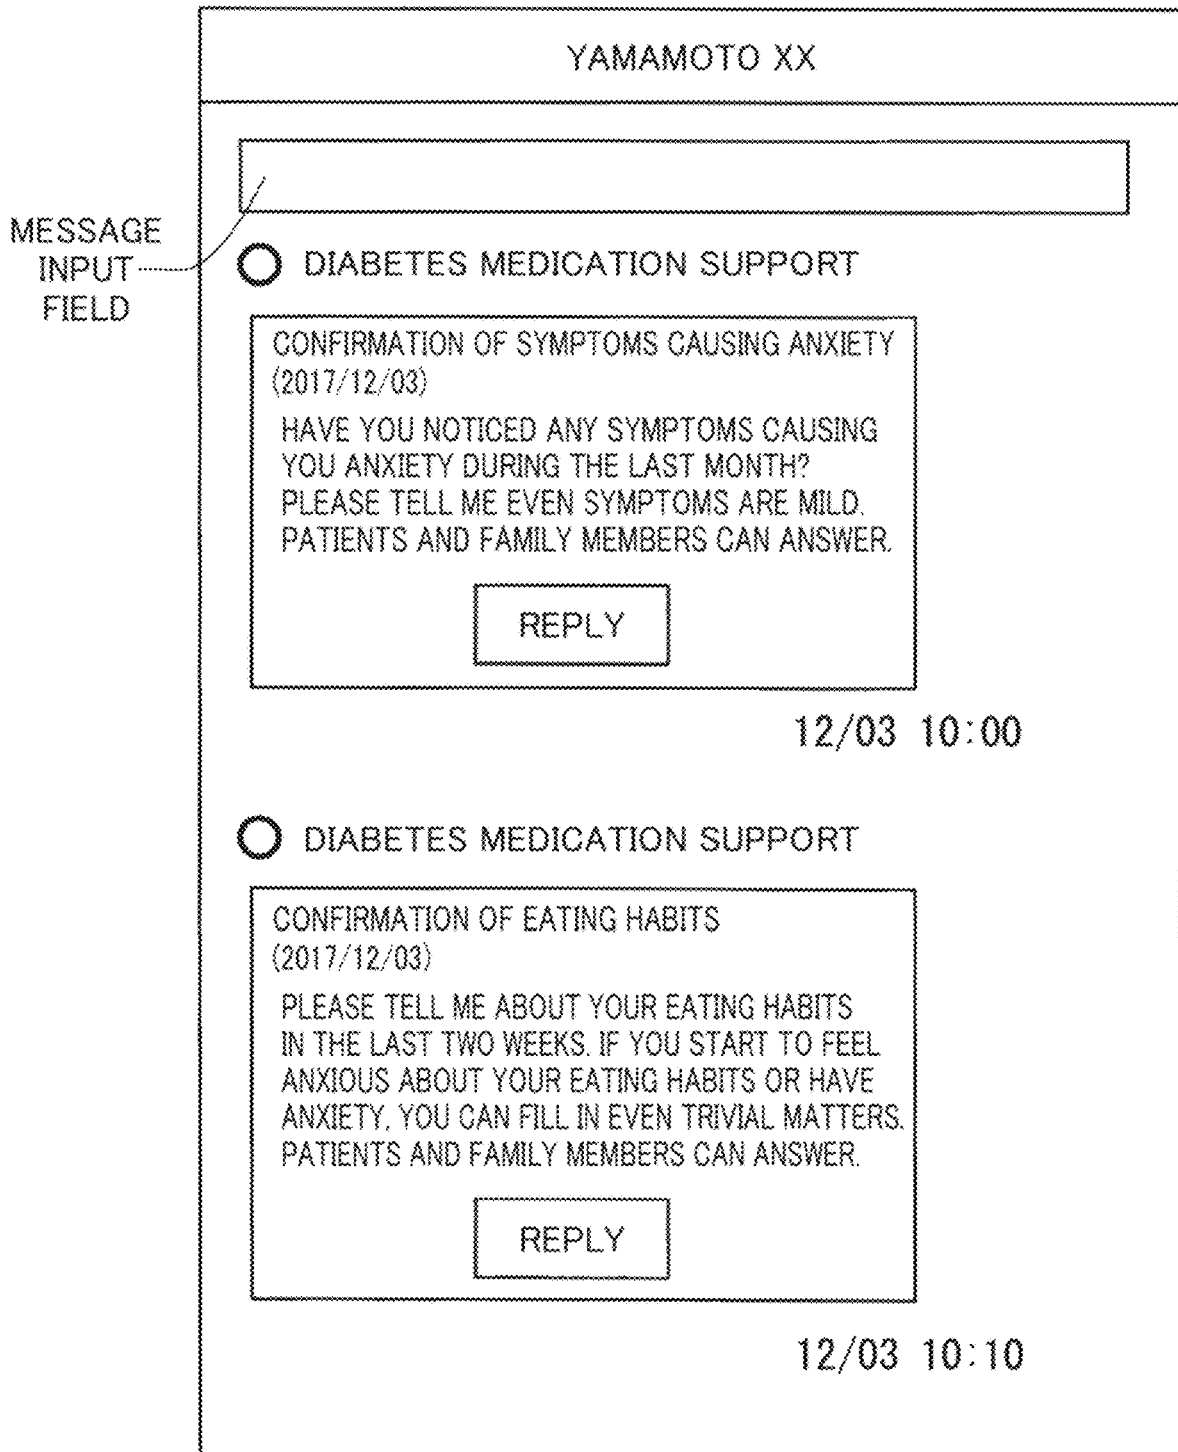 YAMAMOTO XX
MESSAGE
INPUT
FIELD
DIABETES MEDICATION SUPPORT
CONFIRMATION OF SYMPTOMS CAUSING ANXIETY
(2017/12/03)
HAVE YOU NOTICED ANY SYMPTOMS CAUSING
YOU ANXIETY DURING THE LAST MONTH?
PLEASE TELL ME EVEN SYMPTOMS ARE MILD.
PATIENTS AND FAMILY MEMBERS CAN ANSWER.
REPLY
12/03 10:00
DIABETES MEDICATION SUPPORT
CONFIRMATION OF EATING HABITS
(2017/12/03)
PLEASE TELL ME ABOUT YOUR EATING HABITS
IN THE LAST TWO WEEKS. IF YOU START TO FEEL
ANXIOUS ABOUT YOUR EATING HABITS OR HAVE
ANXIETY, YOU CAN FILL IN EVEN TRIVIAL MATTERS.
PATIENTS AND FAMILY MEMBERS CAN ANSWER.
REPLY
12/03 10:10